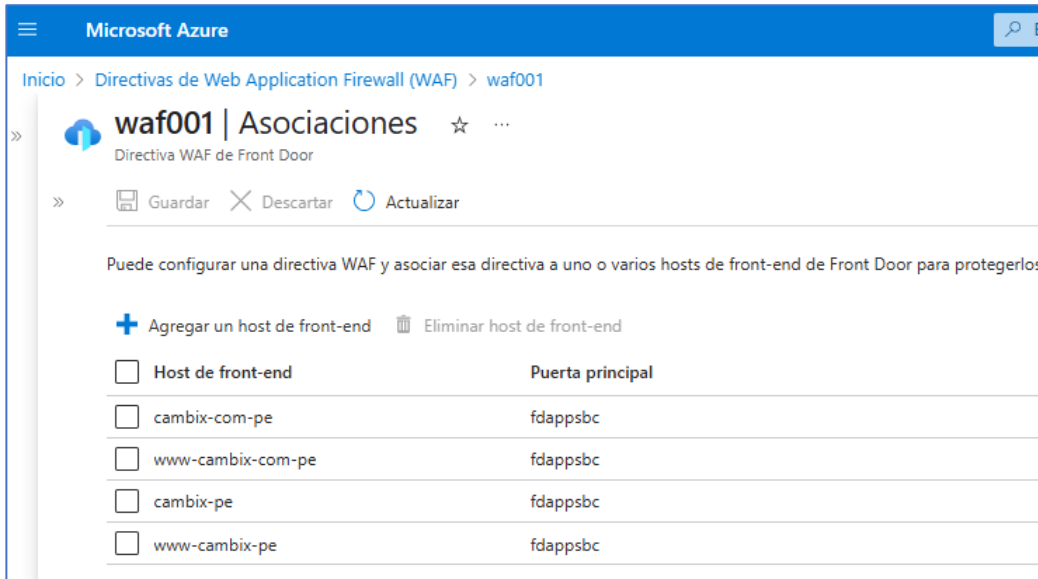 Microsoft Azure
Inicio > Directivas de Web Application Firewall (WAF) > waf001
waf001 | Asociaciones
Directiva WAF de Front Door
Guardar Descartar Actualizar
Puede configurar una directiva WAF y asociar esa directiva a uno o varios hosts de front-end de Front Door para protegerlos
Agregar un host de front-end Eliminar host de front-end
Host de front-end Puerta principal
cambix-com-pe fdappsbc
www-cambix-com-pe fdappsbc
cambix-pe fdappsbc
www-cambix-pe fdappsbc